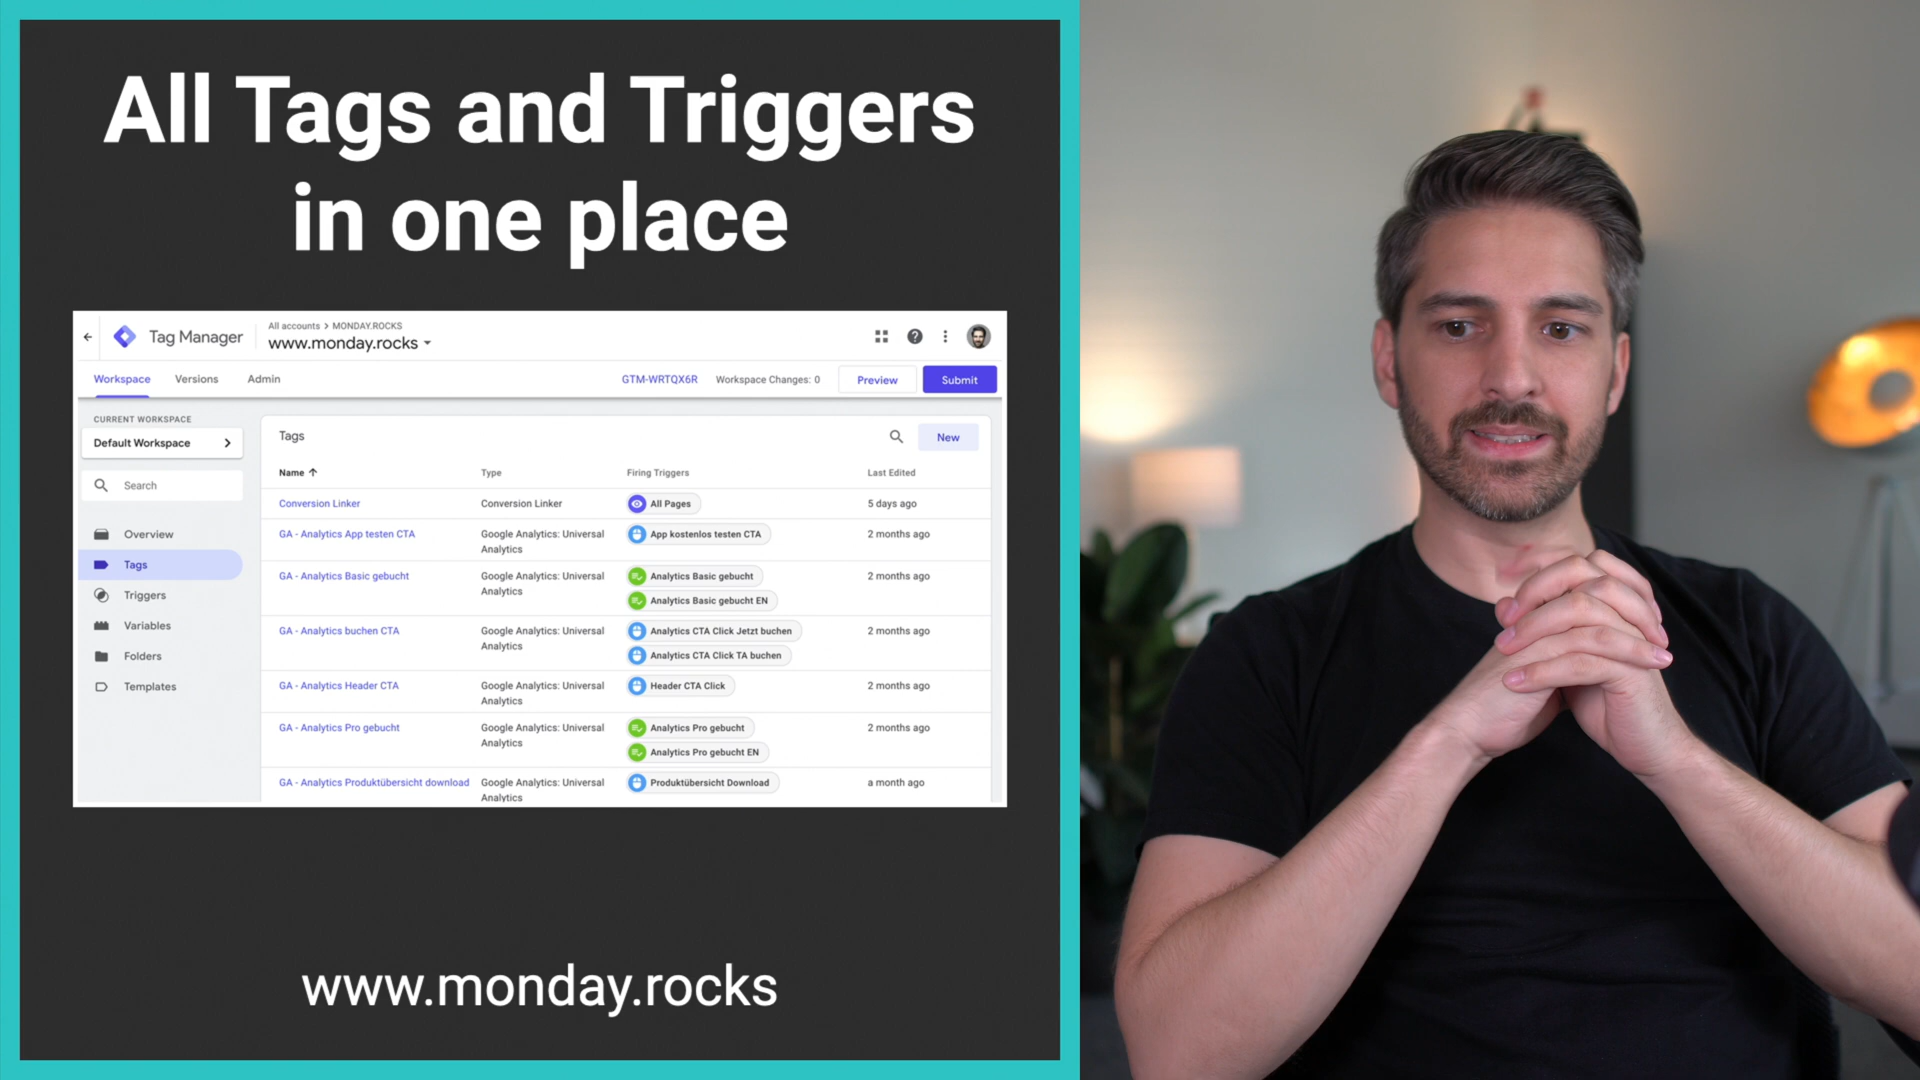 All Tags and Triggers
in one place
All accounts > MONDAY.ROCKS
Tag Manager
www.monday.rocks
Workspace Versions Admin GTM-WRTQX6R Workspace Changes: 0 Preview Submit
CURRENT WORKSPACE
Default Workspace
Search
Overview
Tags
Triggers
Variables
Folders
Templates
Tags New
Name Type Firing Triggers Last Edited
Conversion Linker Conversion Linker All Pages 5 days ago
GA - Analytics App testen CTA Google Analytics: Universal App kostenlos testen CTA 2 months ago
Analytics
GA - Analytics Basic gebucht Google Analytics: Universal Analytics Basic gebucht 2 months ago
Analytics Analytics Basic gebucht EN
GA - Analytics buchen CTA Google Analytics: Universal Analytics CTA Click Jetzt buchen 2 months ago
Analytics Analytics CTA Click TA buchen
GA - Analytics Header CTA Google Analytics: Universal Header CTA Click 2 months ago
Analytics
GA - Analytics Pro gebucht Google Analytics: Universal Analytics Pro gebucht 2 months ago
Analytics Analytics Pro gebucht EN
GA - Analytics Produktübersicht download Google Analytics: Universal Produktübersicht Download a month ago
Analytics
www.monday.rocks